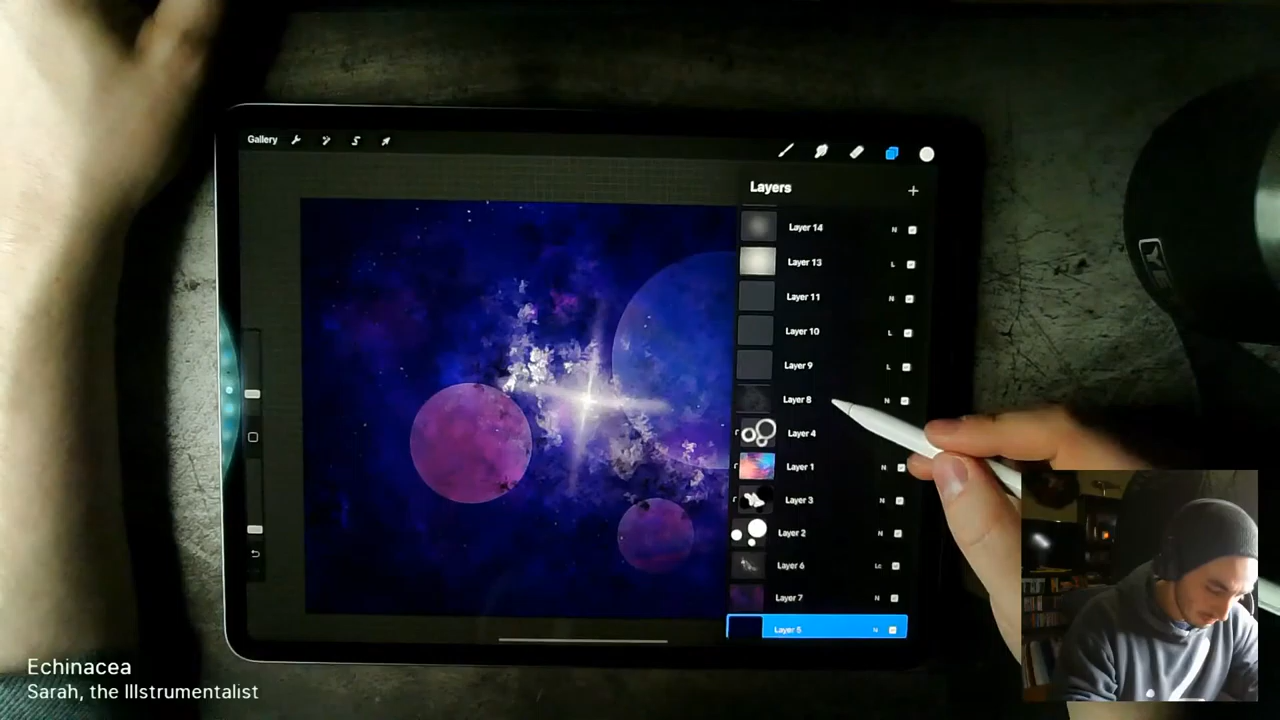 Gallery
Layers
Layer 14 N
Layer 13 L
Layer 11 N
Layer 10 L
Layer 9 L
Layer 8 N
Layer 4
Layer 1 N
Layer 3 N
Layer 2 N
Layer 6 Lc
Layer 7 N
Layer 5 N
Echinacea
Sarah, the Illstrumentalist